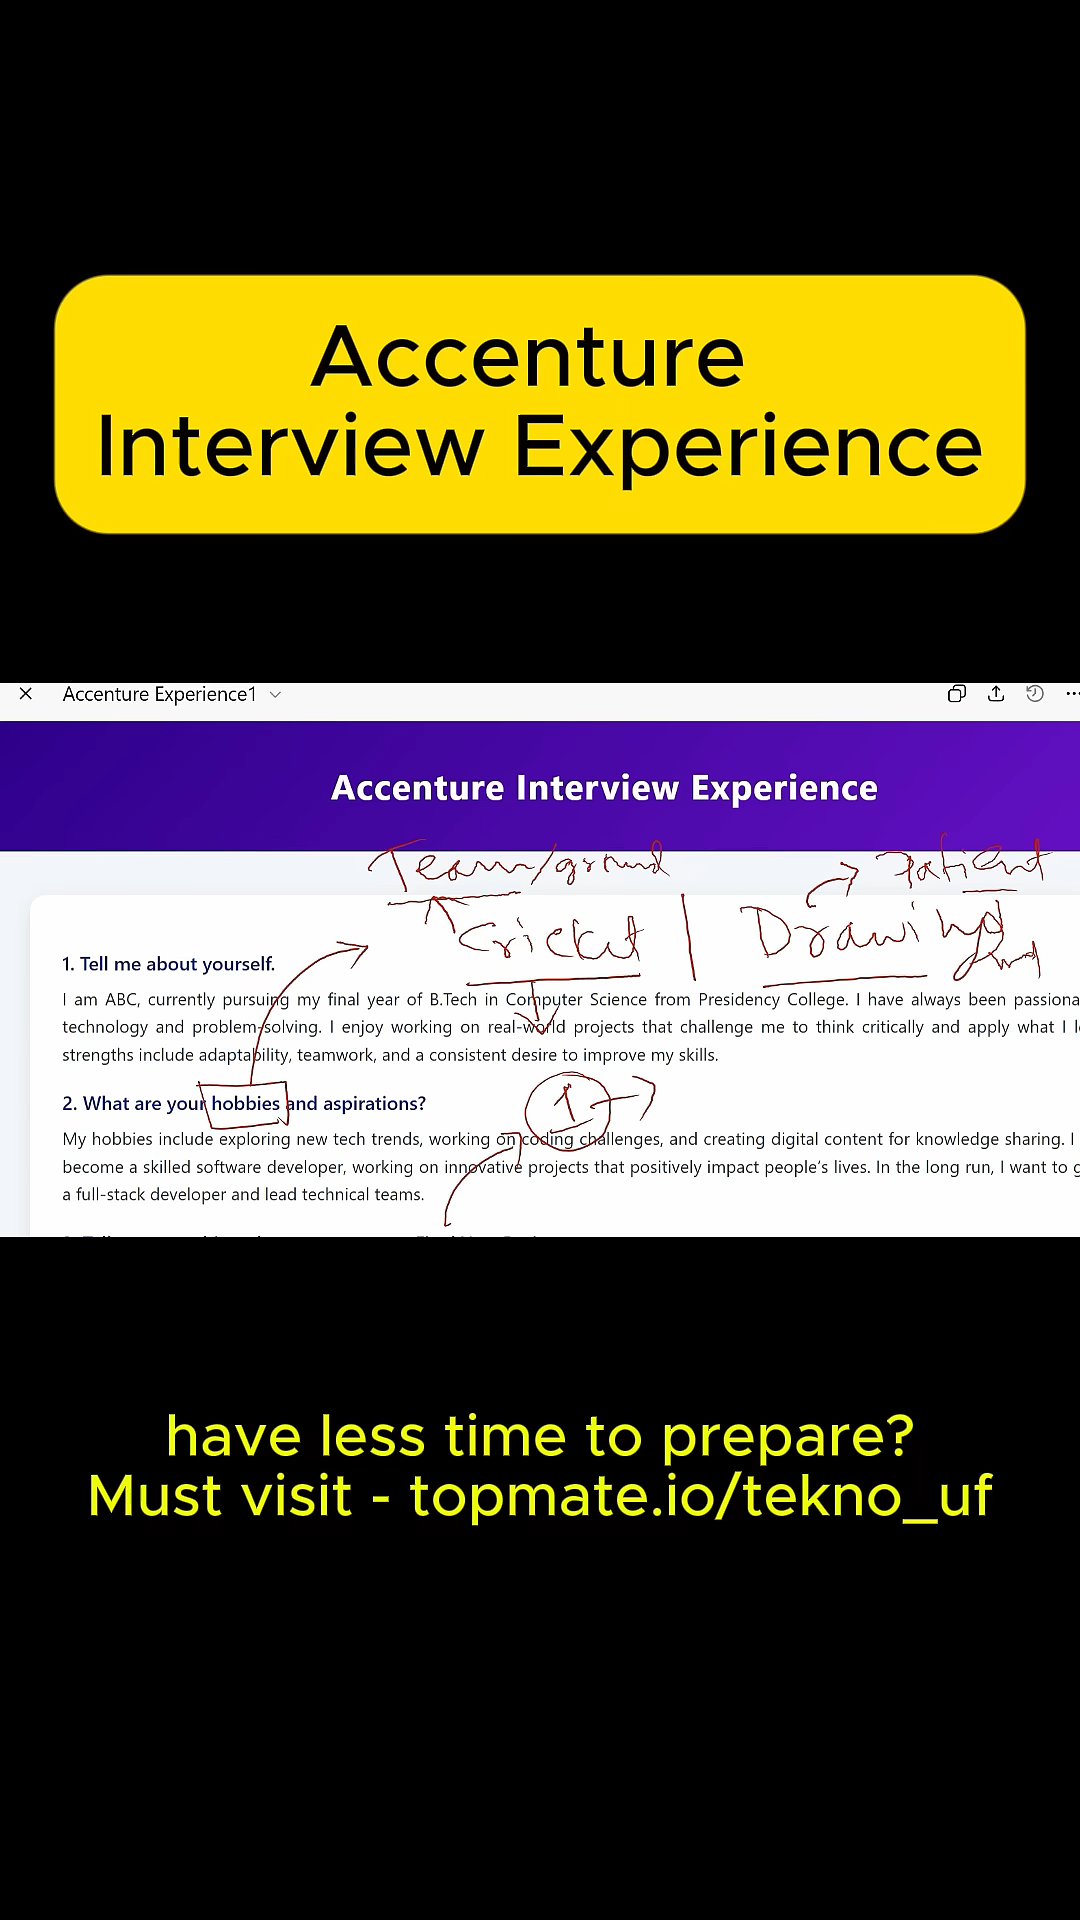 Accenture
Interview Experience
Accenture Experience1
Accenture Interview Experience
Team/ground
Patient
Cricket
Drawing
1. Tell me about yourself.
I am ABC, currently pursuing my final year of B.Tech in Computer Science from Presidency College. I have always been passiona
technology and problem-solving. I enjoy working on real-world projects that challenge me to think critically and apply what I l
strengths include adaptability, teamwork, and a consistent desire to improve my skills.
2. What are your hobbies and aspirations?
1
My hobbies include exploring new tech trends, working on coding challenges, and creating digital content for knowledge sharing. I
become a skilled software developer, working on innovative projects that positively impact people's lives. In the long run, I want to g
a full-stack developer and lead technical teams.
have less time to prepare?
Must visit - topmate.io/tekno_uf